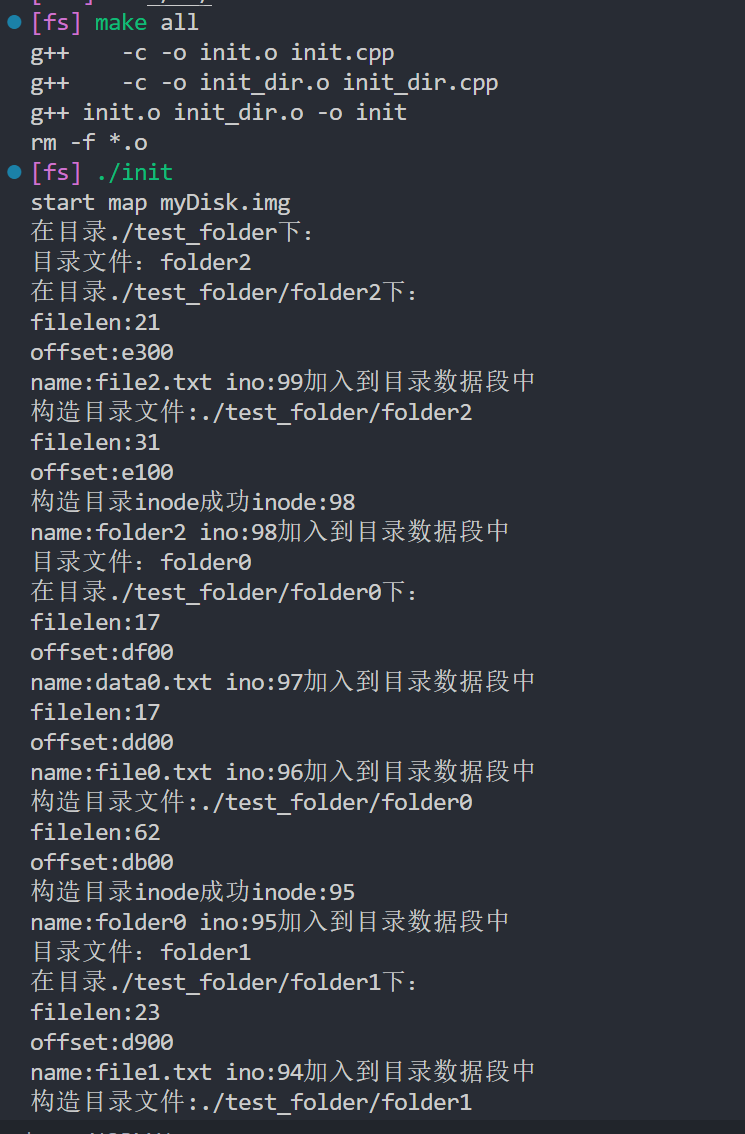 [fs] make all
g++    -c -o init.o init.cpp
g++    -c -o init_dir.o init_dir.cpp
g++ init.o init_dir.o -o init
rm -f *.o
[fs] ./init
start map myDisk.img
在目录./test_folder下:
目录文件: folder2
在目录./test_folder/folder2下:
filelen:21
offset:e300
name:file2.txt ino:99加入到目录数据段中
构造目录文件:./test_folder/folder2
filelen:31
offset:e100
构造目录inode成功inode:98
name:folder2 ino:98加入到目录数据段中
目录文件: folder0
在目录./test_folder/folder0下:
filelen:17
offset:df00
name:data0.txt ino:97加入到目录数据段中
filelen:17
offset:dd00
name:file0.txt ino:96加入到目录数据段中
构造目录文件:./test_folder/folder0
filelen:62
offset:db00
构造目录inode成功inode:95
name:folder0 ino:95加入到目录数据段中
目录文件: folder1
在目录./test_folder/folder1下:
filelen:23
offset:d900
name:file1.txt ino:94加入到目录数据段中
构造目录文件:./test_folder/folder1